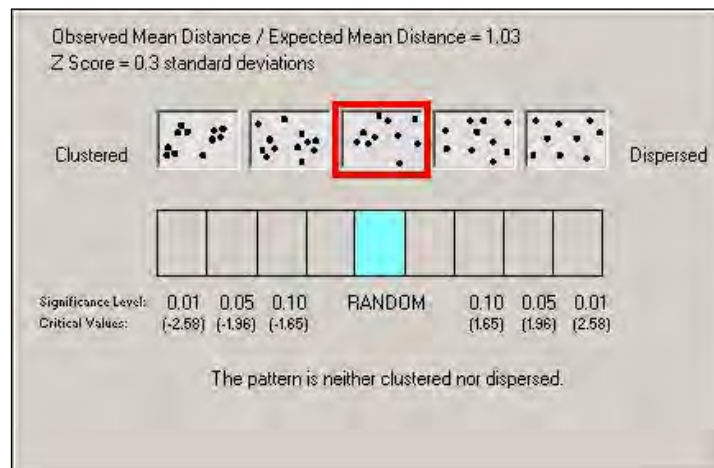 Observed Mean Distance / Expected Mean Distance = 1.03
Z Score = 0.3 standard deviations
Clustered Dispersed
Significance Level: 0.01 0.05 0.10 RANDOM 0.10 0.05 0.01
Critical Values: (-2.58) (-1.96) (-1.65) (1.65) (1.96) (2.58)
The pattern is neither clustered nor dispersed.